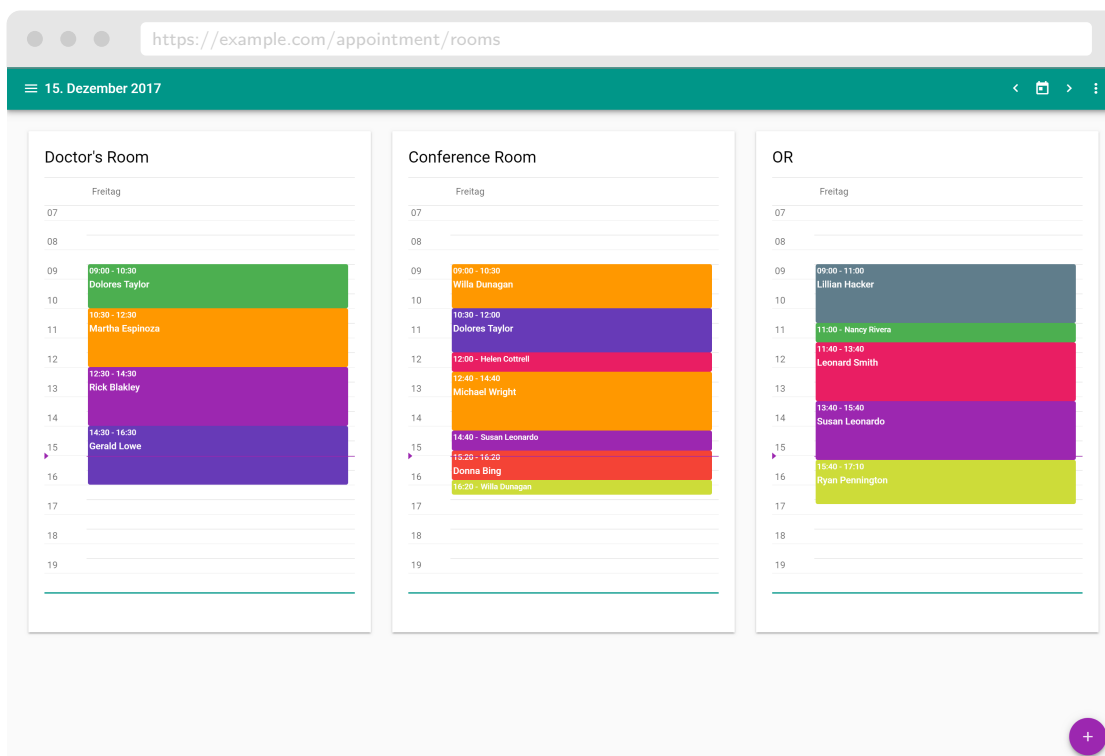 https://example.com/appointment/rooms
15. Dezember 2017
Doctor's Room
Freitag
07
08
09
09:00 - 10:30
Dolores Taylor
10
10:30 - 12:30
Martha Espinoza
11
12
12:30 - 14:30
Rick Blakley
13
14
14:30 - 16:30
Gerald Lowe
15
16
17
18
19
Conference Room
Freitag
07
08
09
09:00 - 10:30
Willa Dunagan
10
10:30 - 12:00
Dolores Taylor
11
12
12:00 - Helen Cottrell
12:40 - 14:40
Michael Wright
13
14
14:40 - Susan Leonardo
15
15:20 - 16:20
Donna Bing
16
16:20 - Willa Dunagan
17
18
19
OR
Freitag
07
08
09
09:00 - 11:00
Lillian Hacker
10
11
11:00 - Nancy Rivera
11:40 - 13:40
Leonard Smith
12
13
13:40 - 15:40
Susan Leonardo
14
15
15:40 - 17:10
Ryan Pennington
16
17
18
19